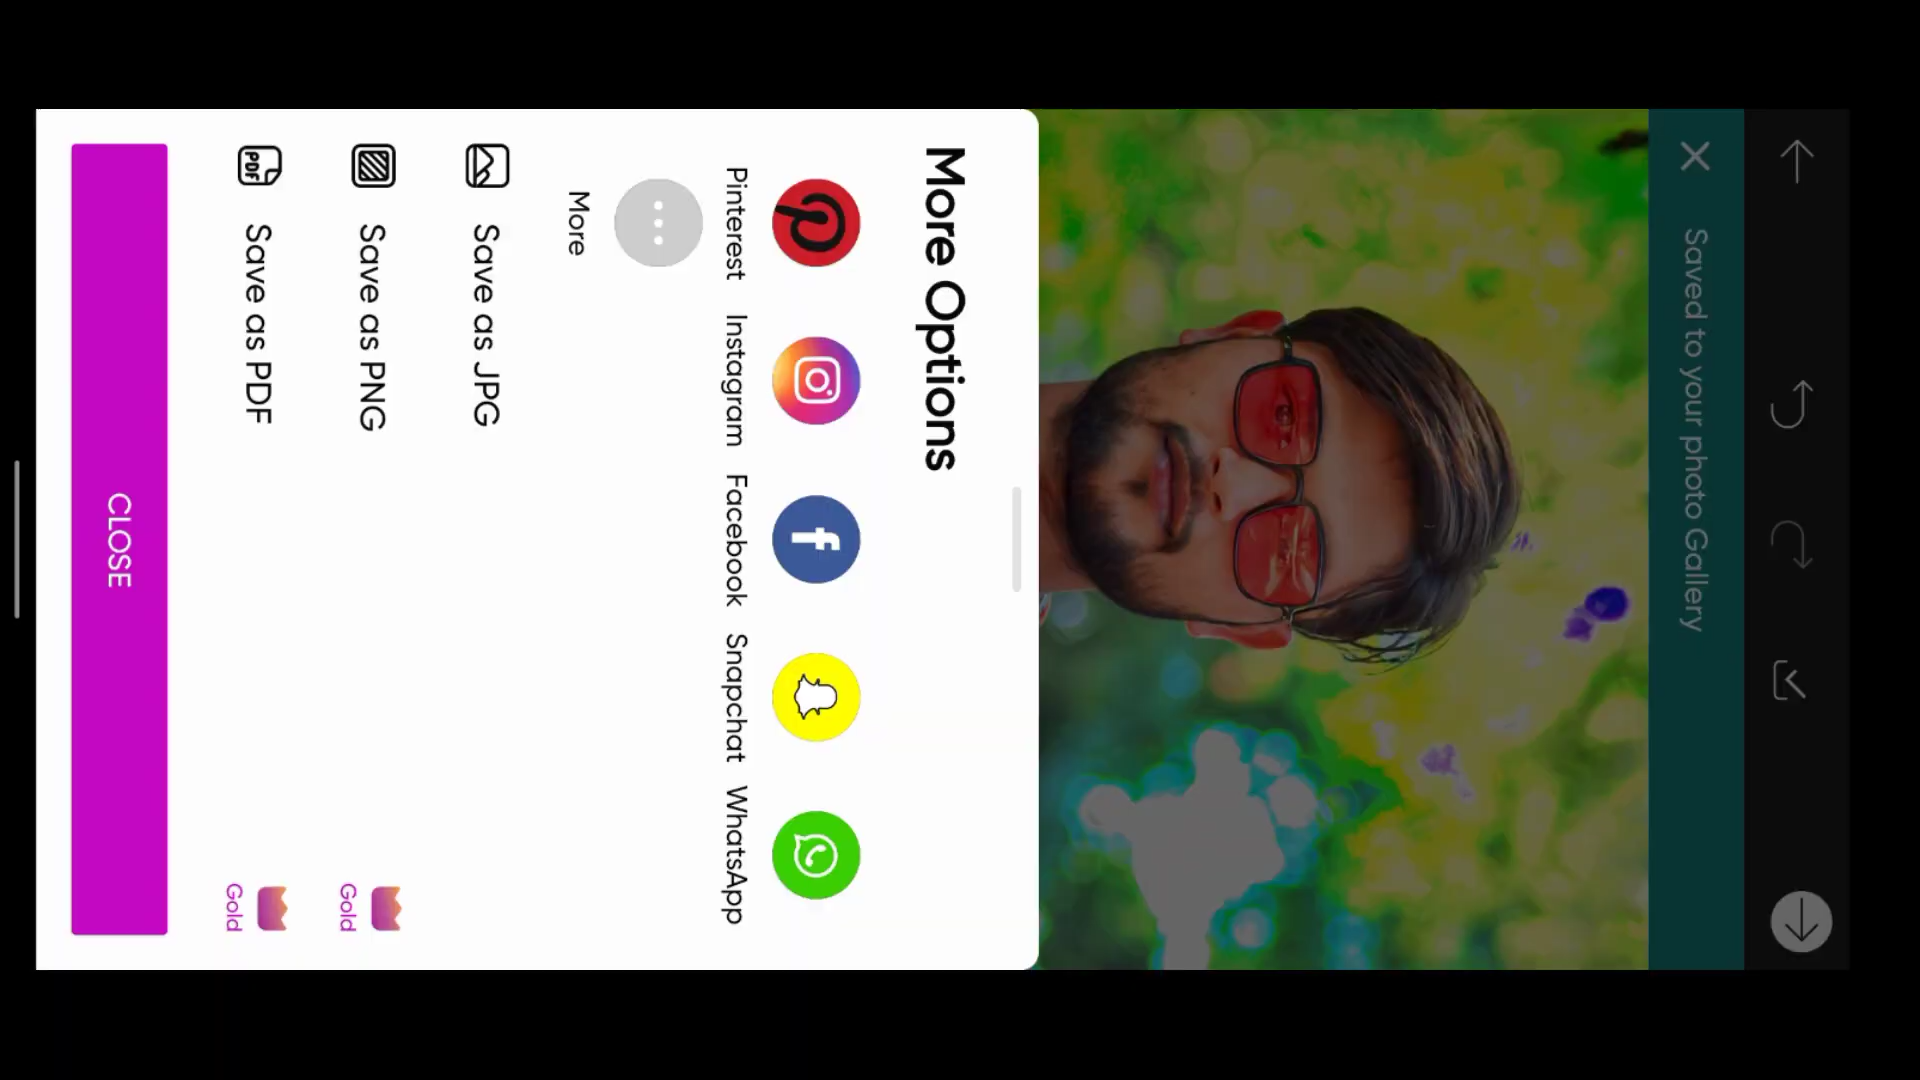 Saved to your photo Gallery
More Options
Pinterest Instagram Facebook Snapchat WhatsApp
More
Save as JPG
Save as PNG Gold
PDF Save as PDF Gold
CLOSE